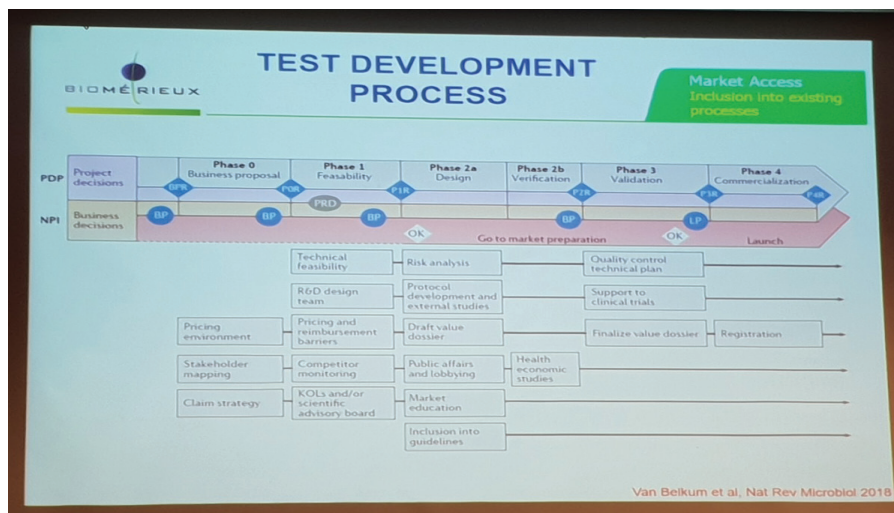 BIOMÉRIEUX
TEST DEVELOPMENT
PROCESS
Market Access
Inclusion into existing
processes
PDP
Project
decisions
Phase 0
Business proposal
Phase 1
Feasability
Phase 2a
Design
Phase 2b
Verification
Phase 3
Validation
Phase 4
Commercialization
BPR
P0R
P1R
P2R
P3R
P4R
PRD
NPI
Business
decisions
BP
BP
BP
BP
LP
OK
Go to market preparation
OK
Launch
Technical
feasibility
Risk analysis
Quality control
technical plan
R&D design
team
Protocol
development and
external studies
Support to
clinical trials
Pricing
environment
Pricing and
reimbursement
barriers
Draft value
dossier
Finalize value dossier
Registration
Stakeholder
mapping
Competitor
monitoring
Public affairs
and lobbying
Health
economic
studies
Claim strategy
KOLs and/or
scientific
advisory board
Market
education
Inclusion into
guidelines
Van Belkum et al, Nat Rev Microbiol 2018